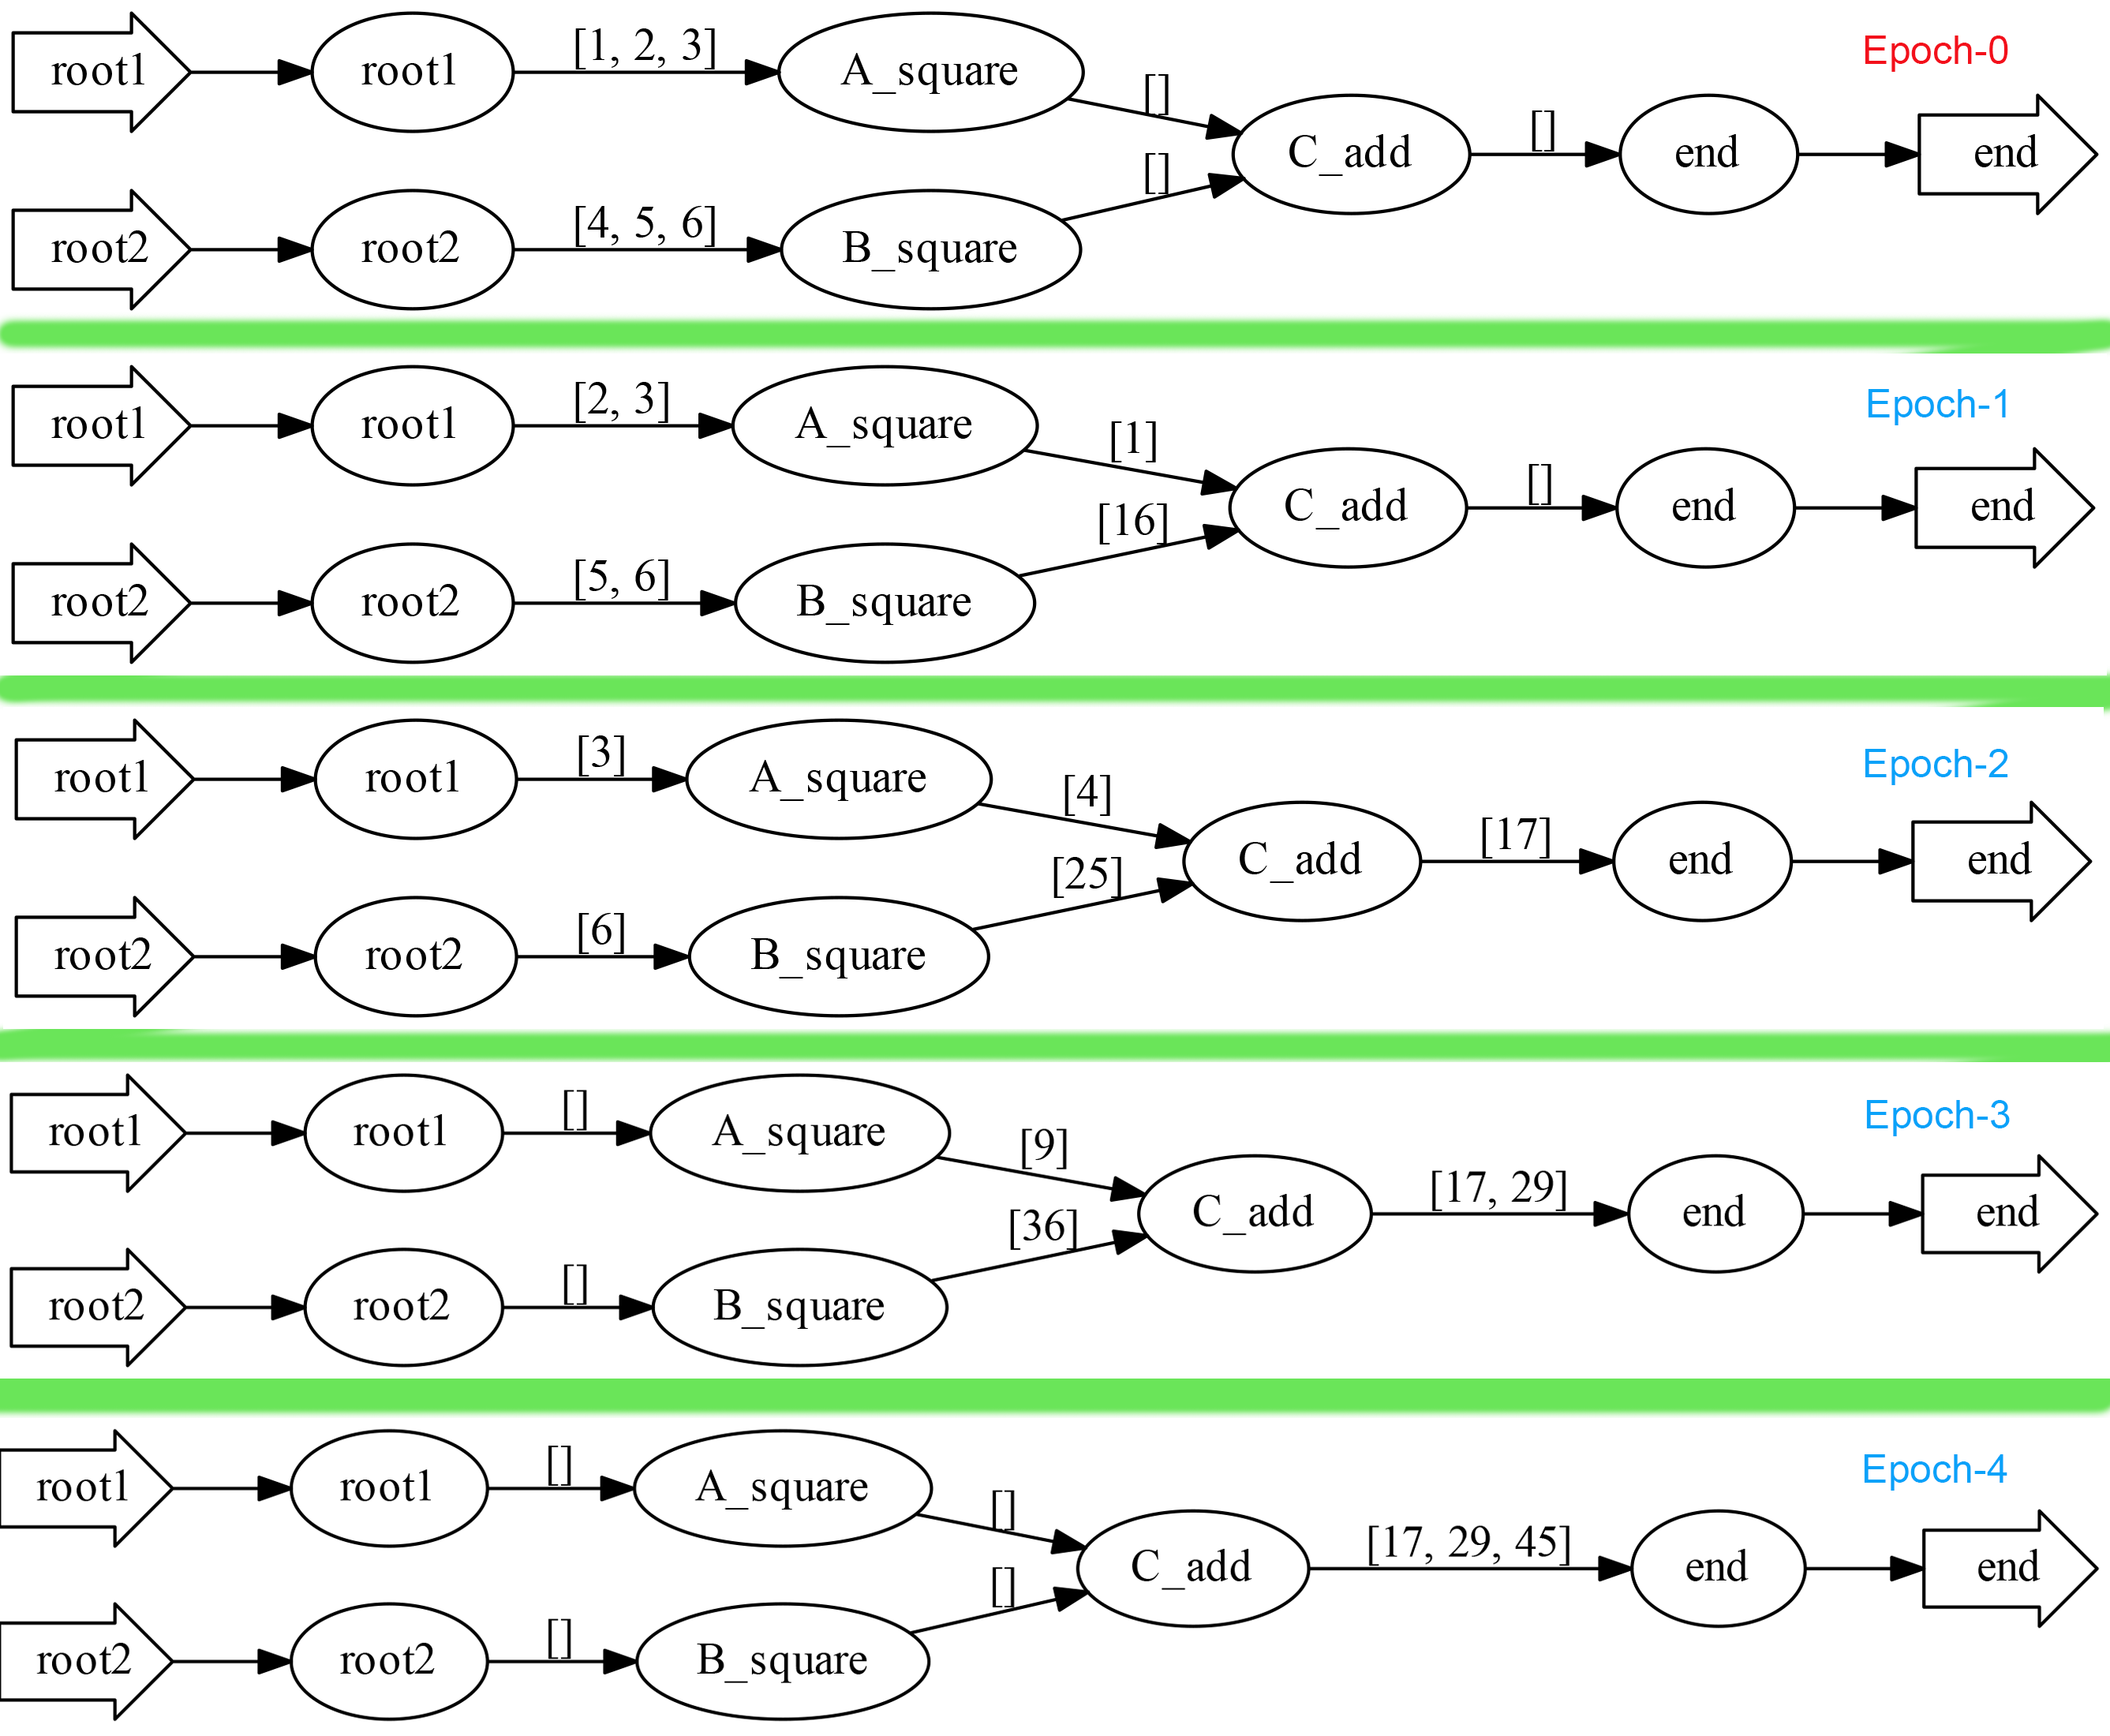 root1 root1 [1, 2, 3] A_square [] Epoch-0
C_add [] end end
root2 root2 [4, 5, 6] B_square []
root1 root1 [2, 3] A_square [1] Epoch-1
C_add [] end end
root2 root2 [5, 6] B_square [16]
root1 root1 [3] A_square [4] Epoch-2
C_add [17] end end
root2 root2 [6] B_square [25]
root1 root1 [] A_square [9] Epoch-3
C_add [17, 29] end end
root2 root2 [] B_square [36]
root1 root1 [] A_square [] Epoch-4
C_add [17, 29, 45] end end
root2 root2 [] B_square []